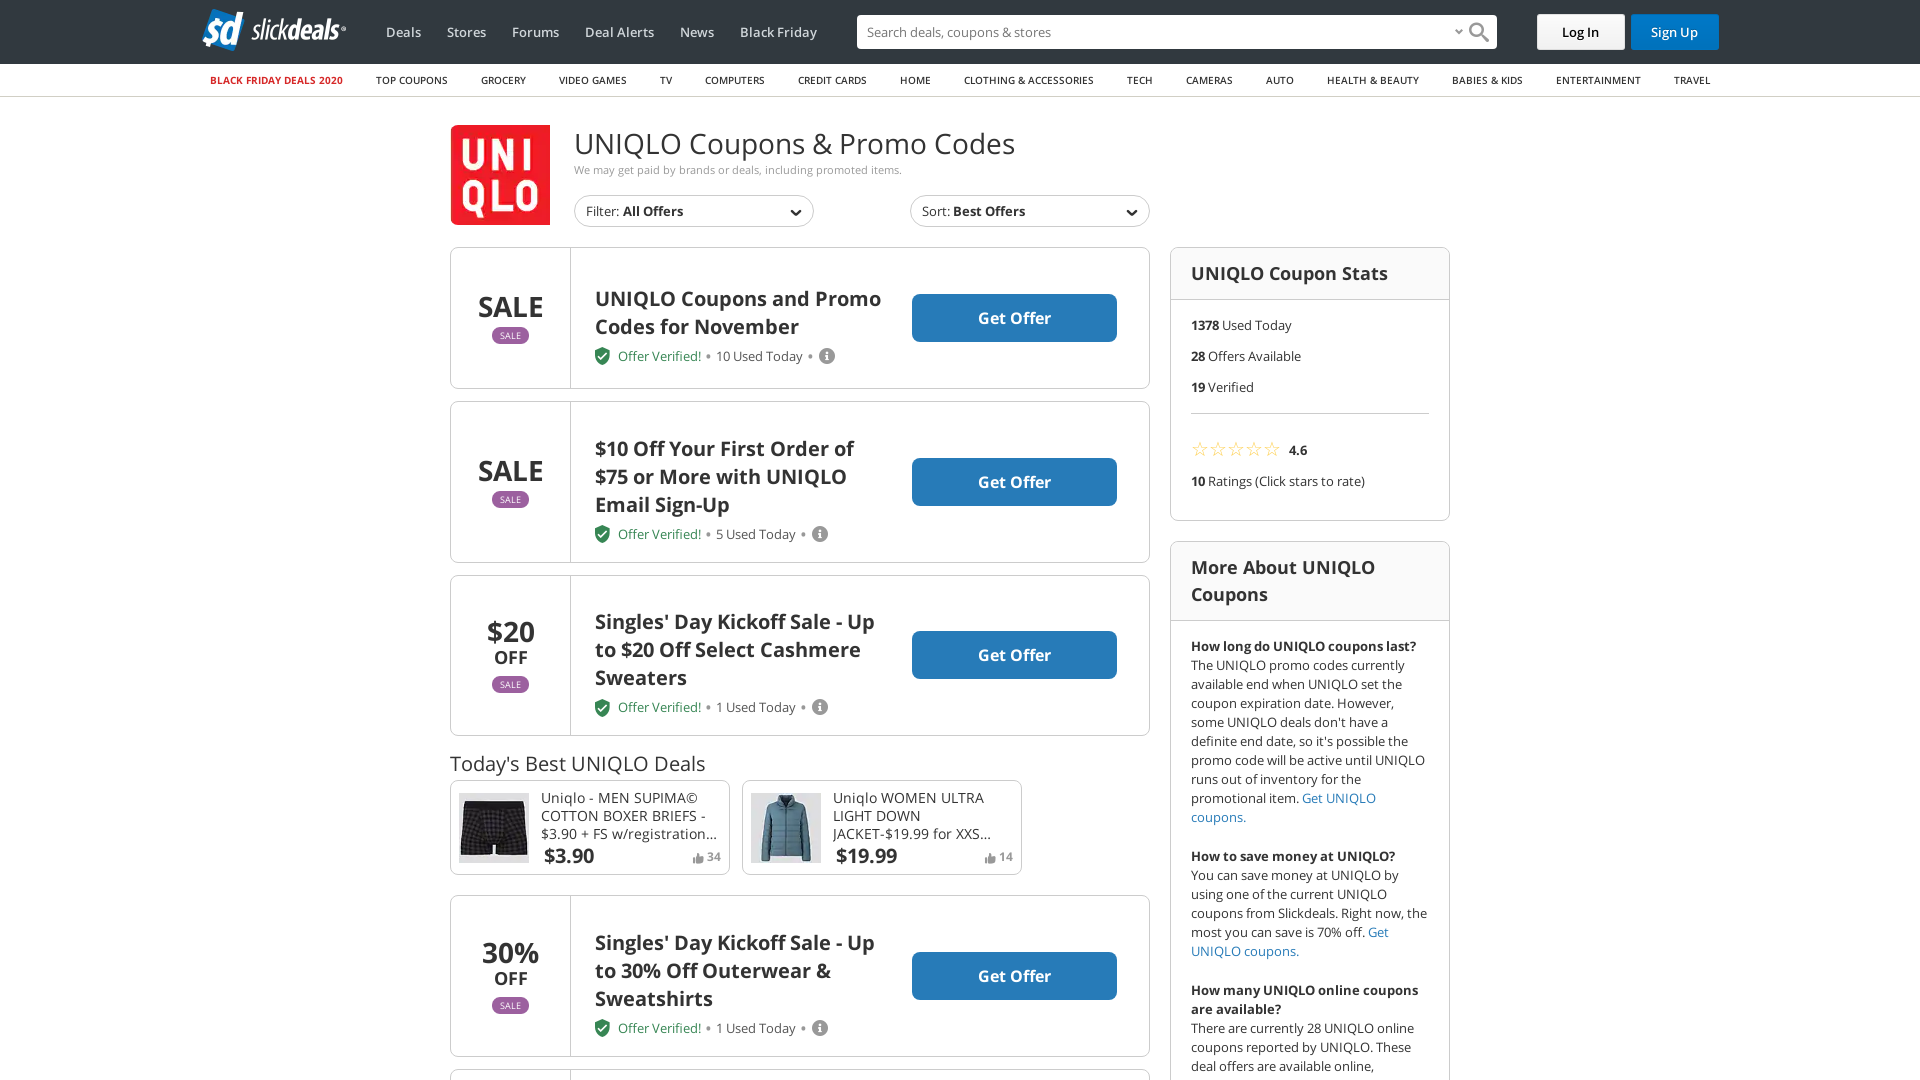 sd slickdeals®
Deals Stores Forums Deal Alerts News Black Friday
Search deals, coupons & stores
Log In
Sign Up
BLACK FRIDAY DEALS 2020 TOP COUPONS GROCERY VIDEO GAMES TV COMPUTERS CREDIT CARDS HOME CLOTHING & ACCESSORIES TECH CAMERAS AUTO HEALTH & BEAUTY BABIES & KIDS ENTERTAINMENT TRAVEL
UNI
QLO
UNIQLO Coupons & Promo Codes
We may get paid by brands or deals, including promoted items.
Filter: All Offers
Sort: Best Offers
SALE
SALE
UNIQLO Coupons and Promo
Codes for November
Offer Verified! • 10 Used Today •
Get Offer
SALE
SALE
$10 Off Your First Order of
$75 or More with UNIQLO
Email Sign-Up
Offer Verified! • 5 Used Today •
Get Offer
$20
OFF
SALE
Singles' Day Kickoff Sale - Up
to $20 Off Select Cashmere
Sweaters
Offer Verified! • 1 Used Today •
Get Offer
Today's Best UNIQLO Deals
Uniqlo - MEN SUPIMA©
COTTON BOXER BRIEFS -
$3.90 + FS w/registration...
$3.90
34
Uniqlo WOMEN ULTRA
LIGHT DOWN
JACKET-$19.99 for XXS...
$19.99
14
30%
OFF
SALE
Singles' Day Kickoff Sale - Up
to 30% Off Outerwear &
Sweatshirts
Offer Verified! • 1 Used Today •
Get Offer
UNIQLO Coupon Stats
1378 Used Today
28 Offers Available
19 Verified
☆☆☆☆☆ 4.6
10 Ratings (Click stars to rate)
More About UNIQLO
Coupons
How long do UNIQLO coupons last?
The UNIQLO promo codes currently
available end when UNIQLO set the
coupon expiration date. However,
some UNIQLO deals don't have a
definite end date, so it's possible the
promo code will be active until UNIQLO
runs out of inventory for the
promotional item. Get UNIQLO
coupons.
How to save money at UNIQLO?
You can save money at UNIQLO by
using one of the current UNIQLO
coupons from Slickdeals. Right now, the
most you can save is 70% off. Get
UNIQLO coupons.
How many UNIQLO online coupons
are available?
There are currently 28 UNIQLO online
coupons reported by UNIQLO. These
deal offers are available online,